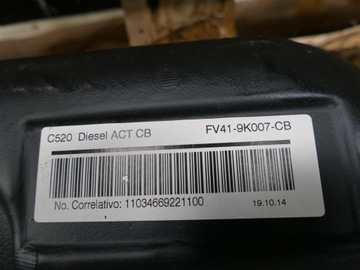 C520 Diesel ACT CB FV41-9K007-CB
No. Correlativo: 11034669221100 19.10.14